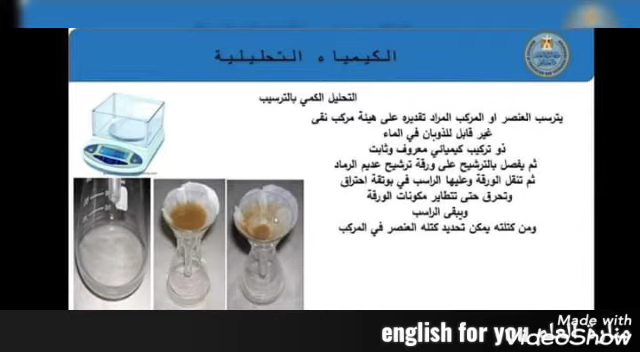 الكيمياء التحليلية
التحليل الكمي بالترسيب
يترسب العنصر او المركب المراد تقديره على هيئة مركب نقى
غير قابل للذوبان في الماء
ذو تركيب كيميائي معروف وثابت
ثم يفصل بالترشيح على ورقة ترشيح عديم الرماد
ثم تنقل الورقة وعليها الراسب في بوتقة احتراق
وتحرق حتى تتطاير مكونات الورقة
ويبقى الراسب
ومن كتلته يمكن تحديد كتله العنصر في المركب
Made with
VideoShow
english for you منارة العلم